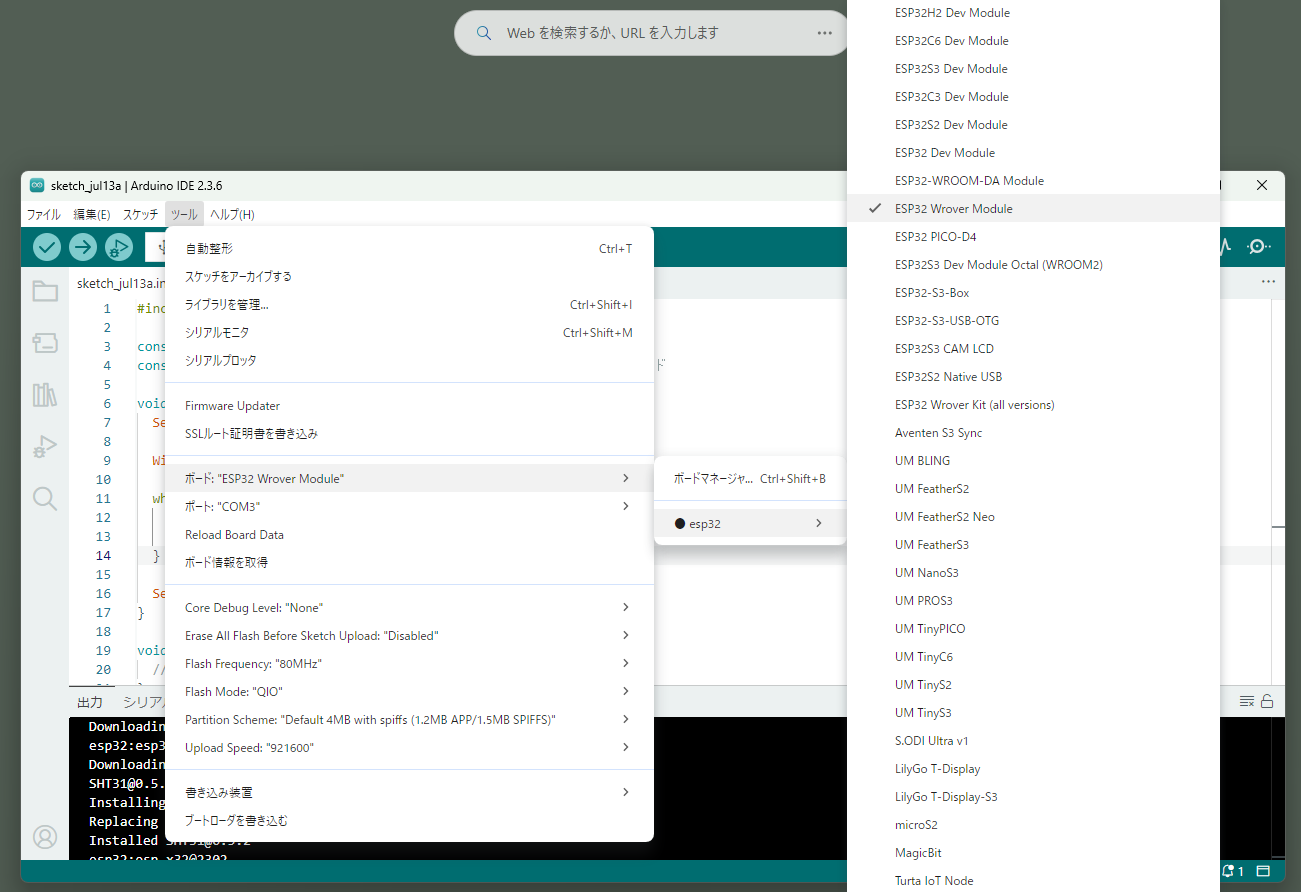 Web を検索するか、URL を入力します
sketch_jul13a | Arduino IDE 2.3.6
ファイル 編集(E) スケッチ ツール ヘルプ(H)
sketch_jul13a.in
1 #inc
2
3 cons
4 cons ド
5
6 voic
7 Se
8
9 Wi
10
11 wh
12
13
14 }
15
16 Se
17 }
18
19 void
20 //
出力 シリアル
Downloadin
esp32:esp3
Downloadin
SHT31@0.5.
Installing
Replacing
Installed SHT31@0.5.2
esp32:esp-x32@2302
1
自動整形 Ctrl+T
スケッチをアーカイブする
ライブラリを管理... Ctrl+Shift+I
シリアルモニタ Ctrl+Shift+M
シリアルプロッタ
Firmware Updater
SSLルート証明書を書き込み
ボード: "ESP32 Wrover Module"
ポート: "COM3"
Reload Board Data
ボード情報を取得
Core Debug Level: "None"
Erase All Flash Before Sketch Upload: "Disabled"
Flash Frequency: "80MHz"
Flash Mode: "QIO"
Partition Scheme: "Default 4MB with spiffs (1.2MB APP/1.5MB SPIFFS)"
Upload Speed: "921600"
書き込み装置
ブートローダを書き込む
ボードマネージャ... Ctrl+Shift+B
esp32
ESP32H2 Dev Module
ESP32C6 Dev Module
ESP32S3 Dev Module
ESP32C3 Dev Module
ESP32S2 Dev Module
ESP32 Dev Module
ESP32-WROOM-DA Module
ESP32 Wrover Module
ESP32 PICO-D4
ESP32S3 Dev Module Octal (WROOM2)
ESP32-S3-Box
ESP32-S3-USB-OTG
ESP32S3 CAM LCD
ESP32S2 Native USB
ESP32 Wrover Kit (all versions)
Aventen S3 Sync
UM BLING
UM FeatherS2
UM FeatherS2 Neo
UM FeatherS3
UM NanoS3
UM PROS3
UM TinyPICO
UM TinyC6
UM TinyS2
UM TinyS3
S.ODI Ultra v1
LilyGo T-Display
LilyGo T-Display-S3
microS2
MagicBit
Turta IoT Node